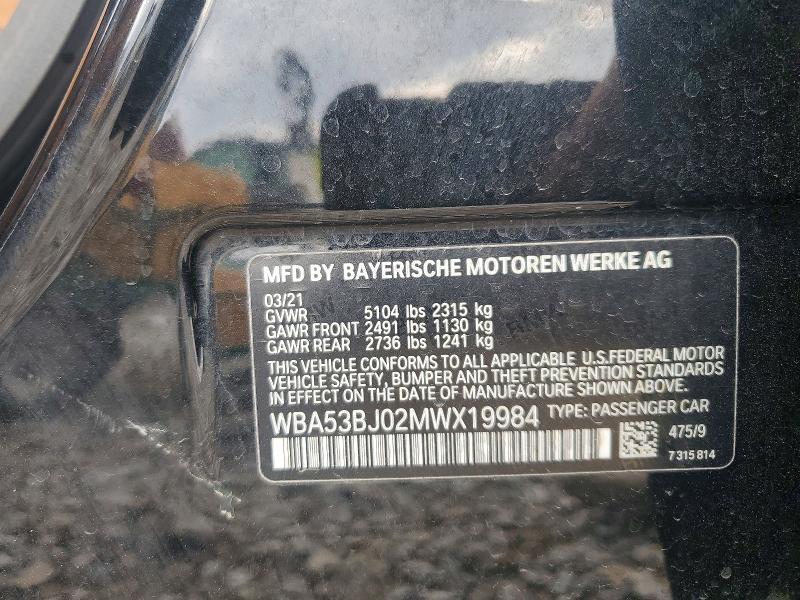 MFD BY BAYERISCHE MOTOREN WERKE AG
03/21
GVWR 5104 lbs 2315 kg
GAWR FRONT 2491 lbs 1130 kg
GAWR REAR 2736 lbs 1241 kg
THIS VEHICLE CONFORMS TO ALL APPLICABLE U.S.FEDERAL MOTOR
VEHICLE SAFETY, BUMPER AND THEFT PREVENTION STANDARDS
IN EFFECT ON THE DATE OF MANUFACTURE SHOWN ABOVE.
WBA53BJ02MWX19984 TYPE: PASSENGER CAR
475/9
7315814